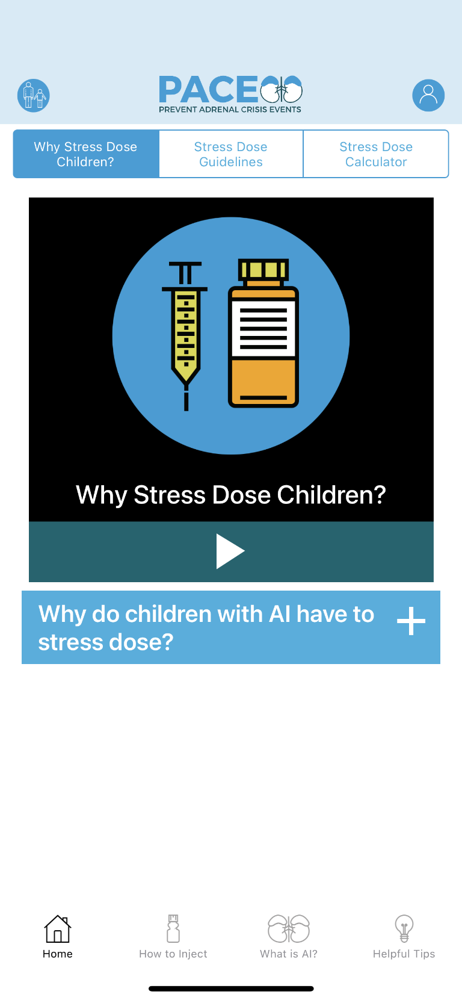 PACE
PREVENT ADRENAL CRISIS EVENTS
Why Stress Dose
Children?
Stress Dose
Guidelines
Stress Dose
Calculator
Why Stress Dose Children?
Why do children with AI have to
stress dose?
Home
How to Inject
What is AI?
Helpful Tips